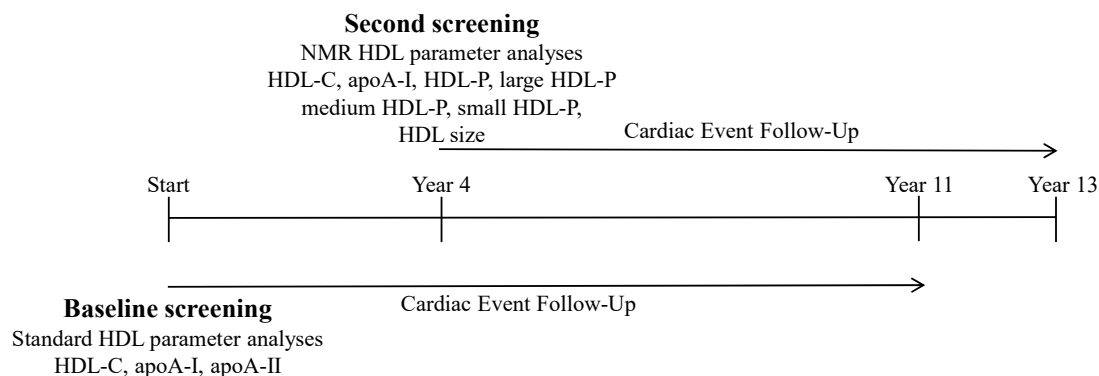 Second screening
NMR HDL parameter analyses
HDL-C, apoA-I, HDL-P, large HDL-P
medium HDL-P, small HDL-P,
HDL size
Cardiac Event Follow-Up
Start
Year 4
Year 11
Year 13
Cardiac Event Follow-Up
Baseline screening
Standard HDL parameter analyses
HDL-C, apoA-I, apoA-II